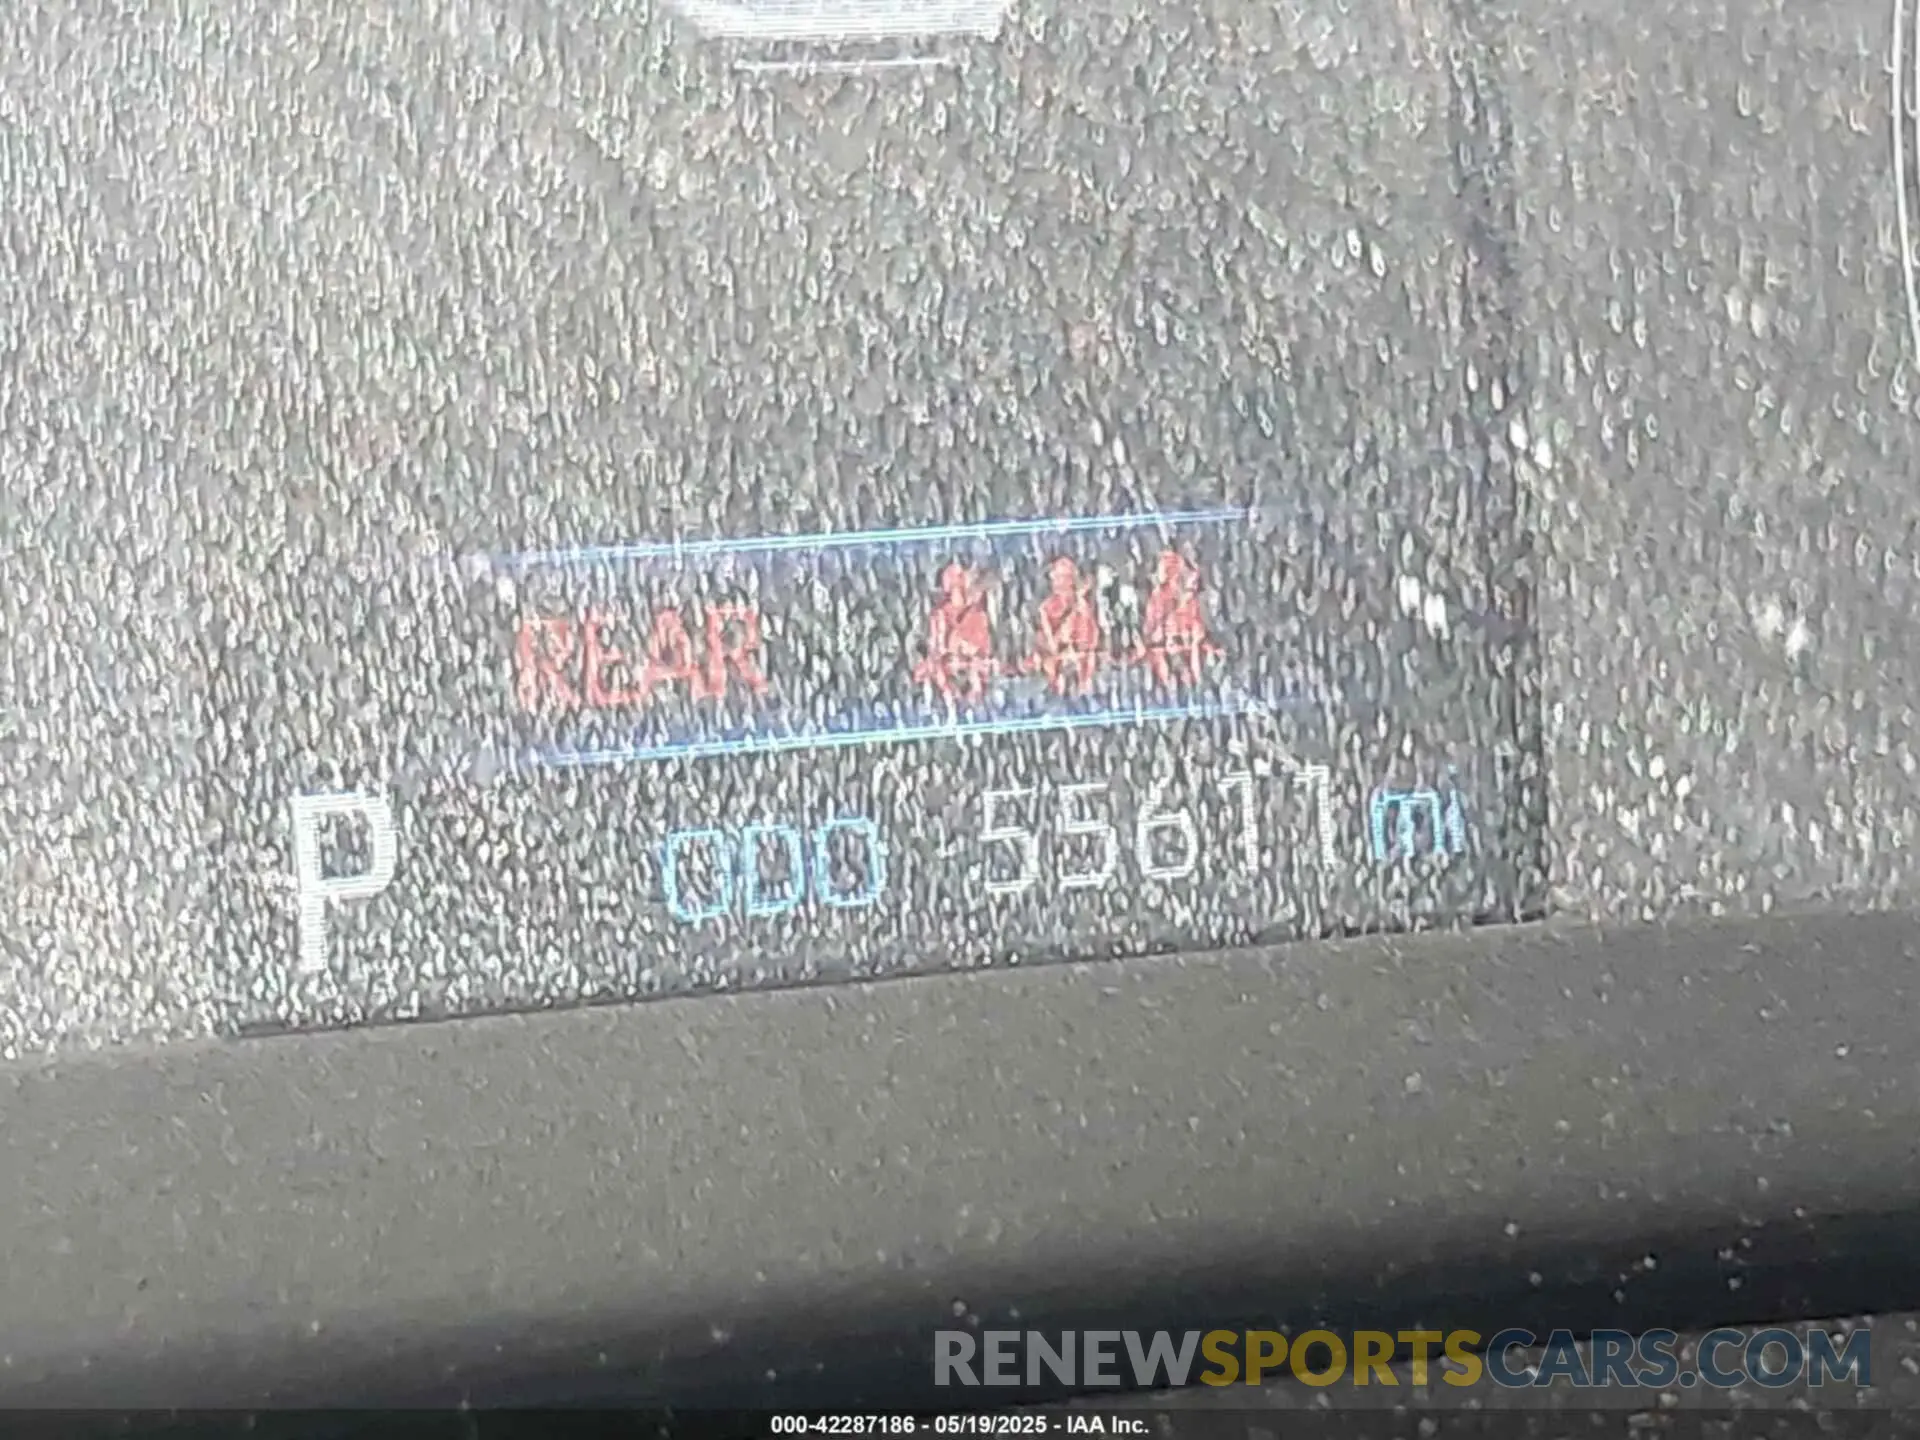 REAR
P ODO 55611 mi
RENEWSPORTSCARS.COM
000-42287186 - 05/19/2025 - IAA Inc.